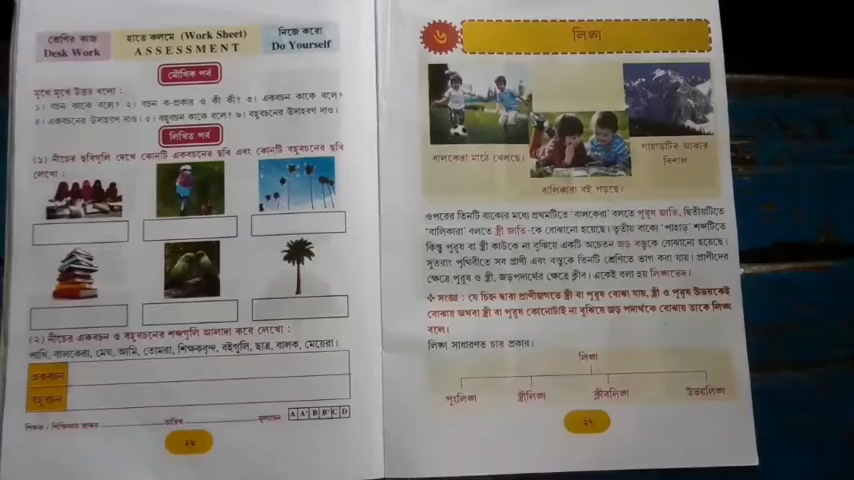 শ্রেণির কাজ
Desk Work
হাতে কলমে (Work Sheet)
ASSESSMENT
নিজে করো
Do Yourself
মৌখিক পর্ব
মুখে মুখে উত্তর বলো :
১। বচন কাকে বলে? ২। বচন ক-প্রকার ও কী কী? ৩। একবচন কাকে বলে?
৪। একবচনের উদাহরণ দাও। ৫। বহুবচন কাকে বলে? ৬। বহুবচনের উদাহরণ দাও।
লিখিত পর্ব
(১) নীচের ছবিগুলি দেখে কোনটি একবচনের ছবি এবং কোনটি বহুবচনের ছবি
লেখো :
(২) নীচের একবচন ও বহুবচনের শব্দগুলি আলাদা করে লেখো :
পাখি, বালকেরা, মেঘ, আমি, তোমরা, শিক্ষকবৃন্দ, বইগুলি, ছাত্র, বালক, মেয়েরা।
একবচন
বহুবচন
শিক্ষক / শিক্ষিকার স্বাক্ষর
তারিখ
মূল্যায়ন
A A⁺ B B⁺ C D
২৬
৬
লিঙ্গ
বালকেরা মাঠে খেলছে।
বালিকারা বই পড়ছে।
পাহাড়টির আকার
বিশাল
ওপরের তিনটি বাক্যের মধ্যে প্রথমটিতে 'বালকেরা' বলতে পুরুষ জাতি, দ্বিতীয়টিতে
'বালিকারা' বলতে স্ত্রী জাতি-কে বোঝানো হয়েছে। তৃতীয় বাক্যে 'পাহাড়' শব্দটিতে
কিন্তু পুরুষ বা স্ত্রী কাউকে না বুঝিয়ে একটি অচেতন জড় বস্তুকে বোঝানো হয়েছে।
সুতরাং পৃথিবীতে সব প্রাণী এবং বস্তুকে তিনটি শ্রেণিতে ভাগ করা যায়। প্রাণীদের
ক্ষেত্রে পুরুষ ও স্ত্রী, জড়পদার্থের ক্ষেত্রে ক্লীব। একেই বলা হয় লিঙ্গভেদ।
❖ সংজ্ঞা : যে চিহ্ন দ্বারা প্রাণীজগতে স্ত্রী বা পুরুষ বোঝা যায়, স্ত্রী ও পুরুষ উভয়কেই
বোঝায় অথবা স্ত্রী বা পুরুষ কোনোটাই না বুঝিয়ে জড় পদার্থকে বোঝায় তাকে লিঙ্গ
বলে।
লিঙ্গ সাধারণত চার প্রকার।
লিঙ্গ
পুংলিঙ্গ
স্ত্রীলিঙ্গ
ক্লীবলিঙ্গ
উভয়লিঙ্গ
২৭